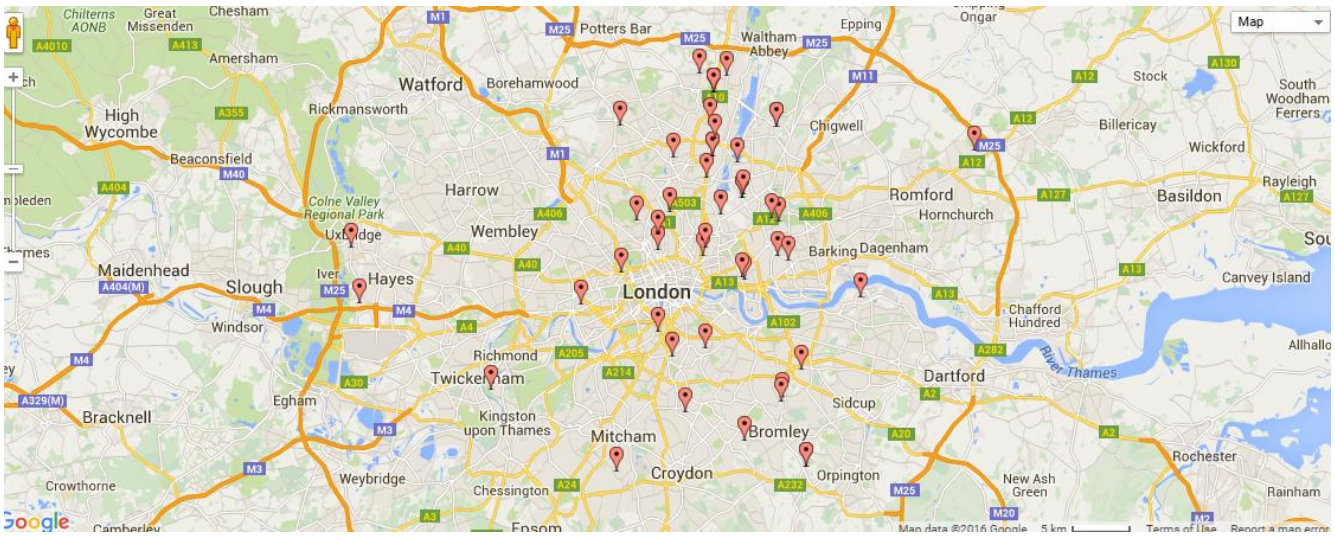 Chilterns
AONB
Great
Missenden
Chesham
M1
M25
Potters Bar
M25
Waltham
Abbey
M25
Epping
Ongar
Map
A4010
A413
Amersham
Watford
Borehamwood
A10
M11
A12
A130
Stock
South
Woodham
Ferrers
High
Wycombe
A355
Rickmansworth
Chigwell
A12
Billericay
M25
Wickford
Beaconsfield
M40
M1
A12
A404
Harrow
Romford
A127
Basildon
Rayleigh
A127
Colne Valley
Regional Park
Uxbridge
A406
Wembley
A503
A1
A12
A406
Hornchurch
A40
Barking
Dagenham
Maidenhead
A404(M)
Slough
Iver
Hayes
M25
A40
London
A13
A13
A13
Canvey Island
Windsor
M4
M4
A4
A102
Chafford
Hundred
M4
Richmond
A205
A282
River Thames
Allhallo
A30
Twickenham
A214
Dartford
A329(M)
Egham
A2
Bracknell
M3
Kingston
upon Thames
Mitcham
Bromley
Sidcup
A20
A2
M3
Weybridge
Croydon
Orpington
Rochester
Crowthorne
Chessington
A24
A232
M25
New Ash
Green
Rainham
Google
Camberley
A3
Epsom
M20
M2
Map data ©2016 Google
5 km
Terms of Use
Report a map error